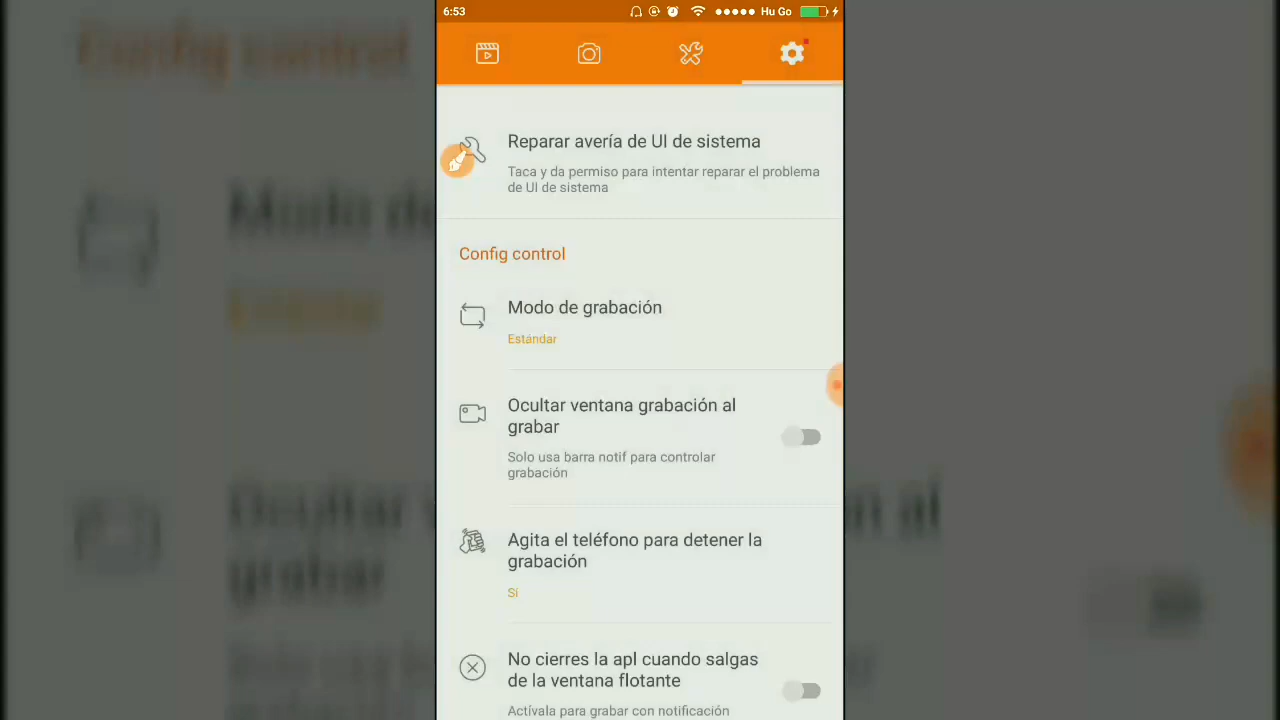 6:53
Hu Go
Reparar avería de UI de sistema
Taca y da permiso para intentar reparar el problema
de UI de sistema
Config control
Modo de grabación
Estándar
Ocultar ventana grabación al
grabar
Solo usa barra notif para controlar
grabación
Agita el teléfono para detener la
grabación
Si
No cierres la apl cuando salgas
de la ventana flotante
Actívala para grabar con notificación